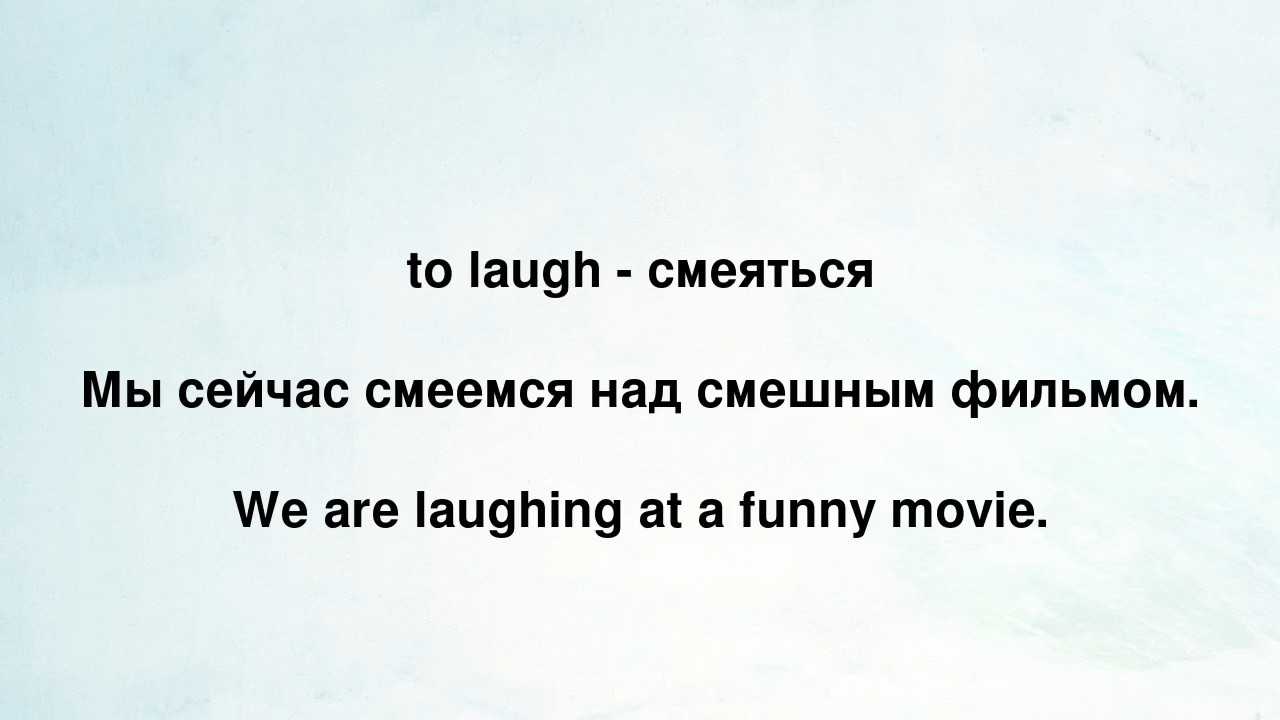 to laugh - смеяться
Мы сейчас смеемся над смешным фильмом.
We are laughing at a funny movie.